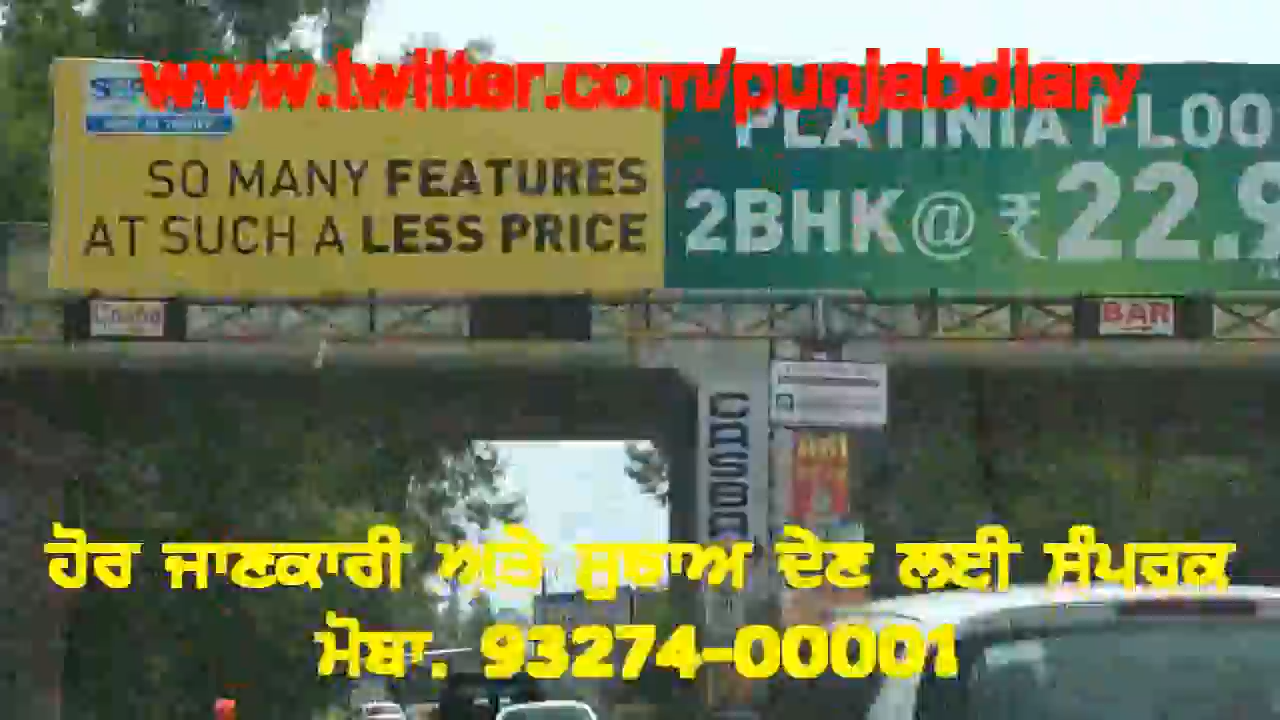 www.twitter.com/punjabdiary
SO MANY FEATURES
AT SUCH A LESS PRICE
PLATINIA FLOO
2BHK@ ₹22.9
BAR
CASBA
ਹੋਰ ਜਾਣਕਾਰੀ ਅਤੇ ਸੁਝਾਅ ਦੇਣ ਲਈ ਸੰਪਰਕ
ਮੋਬਾ. 93274-00001